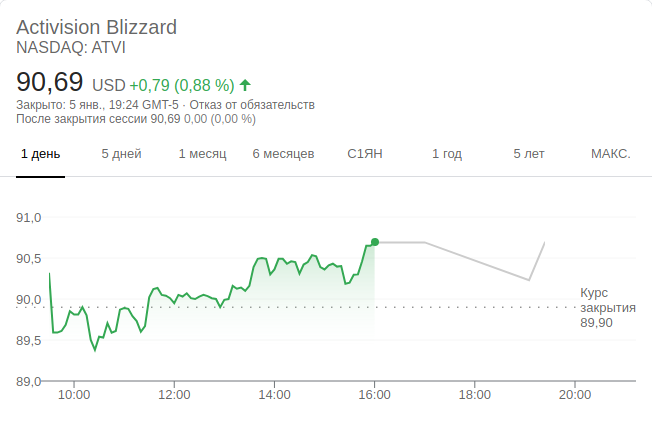 Activision Blizzard
NASDAQ: ATVI
90,69 USD +0,79 (0,88 %)
Закрыто: 5 янв., 19:24 GMT-5 · Отказ от обязательств
После закрытия сессии 90,69 0,00 (0,00 %)
1 день 5 дней 1 месяц 6 месяцев С1ЯН 1 год 5 лет МАКС.
91,0
90,5
90,0
89,5
89,0
Курс
закрытия
89,90
10:00 12:00 14:00 16:00 18:00 20:00